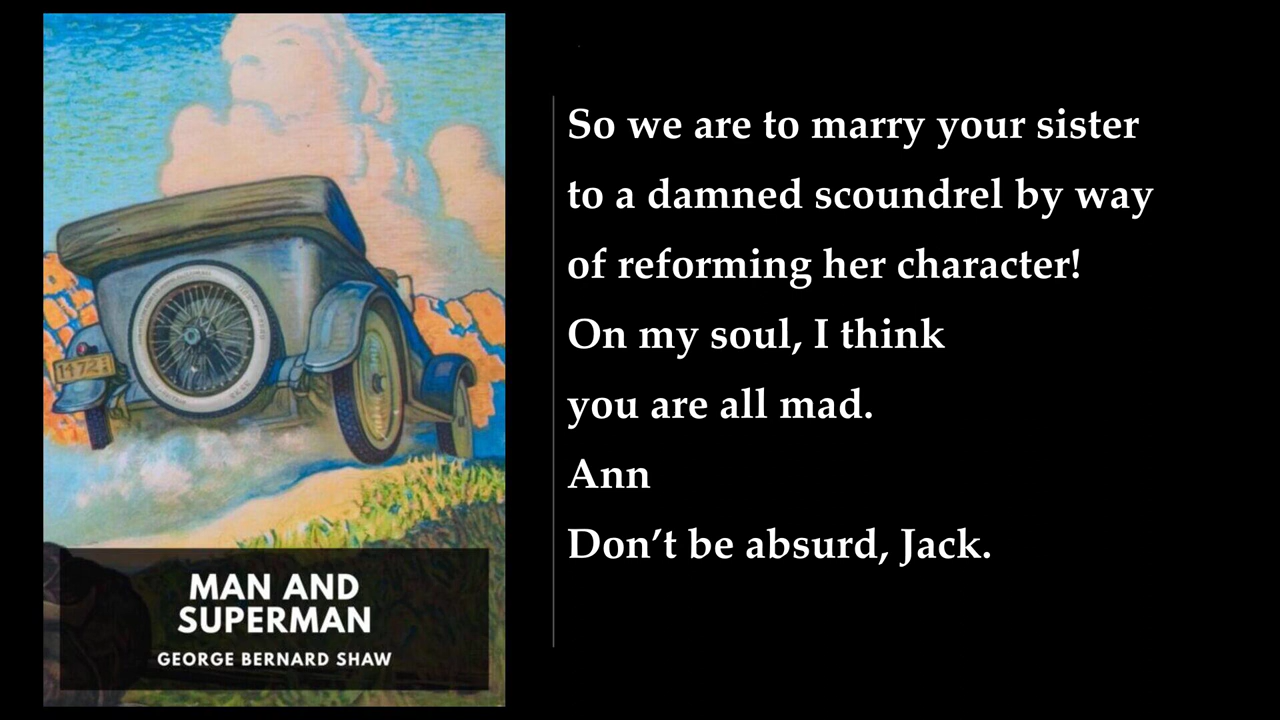 So we are to marry your sister
to a damned scoundrel by way
of reforming her character!
On my soul, I think
you are all mad.
Ann
Don’t be absurd, Jack.
1472
MAN AND
SUPERMAN
GEORGE BERNARD SHAW